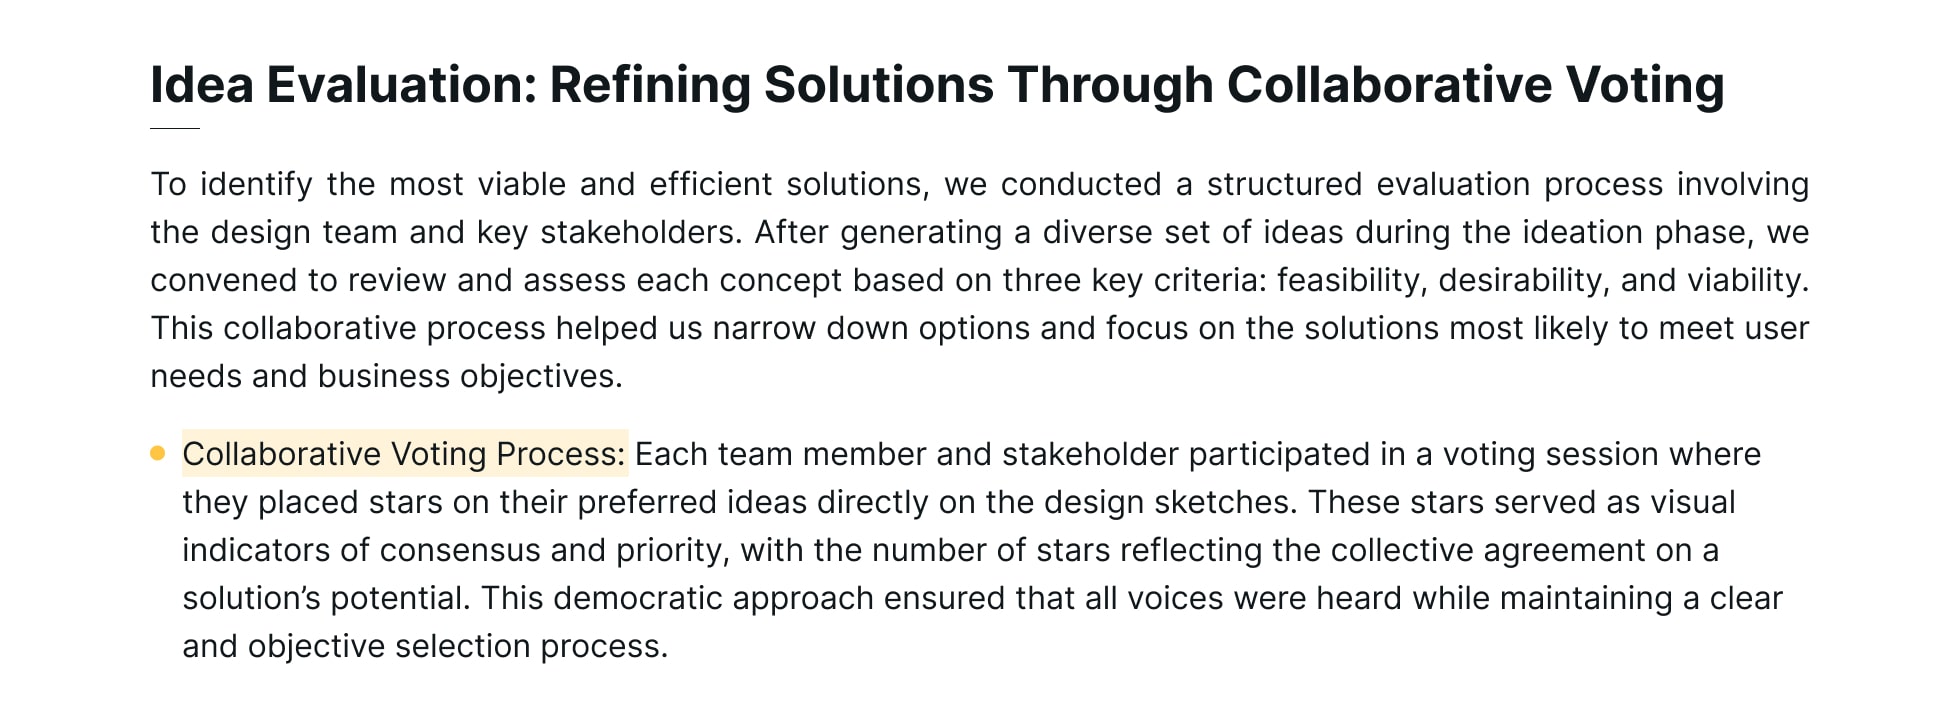 Idea Evaluation: Refining Solutions Through Collaborative Voting
To identify the most viable and efficient solutions, we conducted a structured evaluation process involving
the design team and key stakeholders. After generating a diverse set of ideas during the ideation phase, we
convened to review and assess each concept based on three key criteria: feasibility, desirability, and viability.
This collaborative process helped us narrow down options and focus on the solutions most likely to meet user
needs and business objectives.
Collaborative Voting Process: Each team member and stakeholder participated in a voting session where
they placed stars on their preferred ideas directly on the design sketches. These stars served as visual
indicators of consensus and priority, with the number of stars reflecting the collective agreement on a
solution’s potential. This democratic approach ensured that all voices were heard while maintaining a clear
and objective selection process.